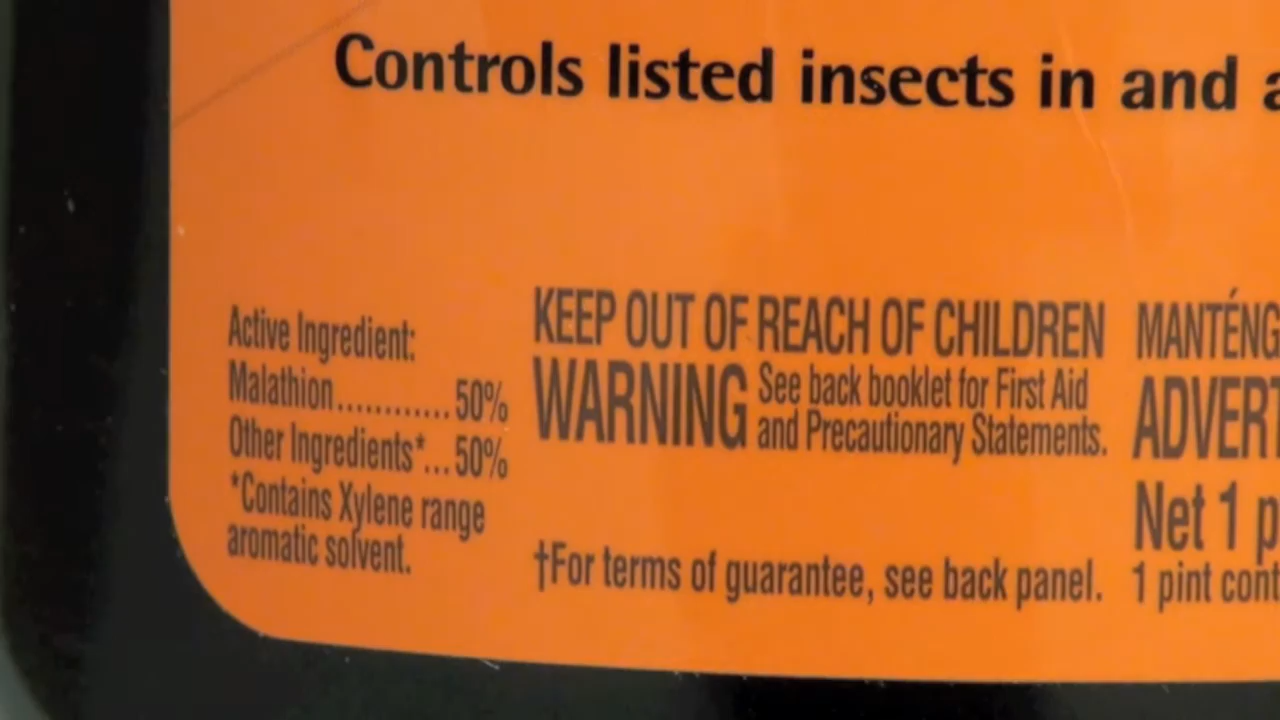 Controls listed insects in and
Active Ingredient:
Malathion............50%
Other Ingredients*...50%
*Contains Xylene range
aromatic solvent.
KEEP OUT OF REACH OF CHILDREN
WARNING See back booklet for First Aid
and Precautionary Statements.
†For terms of guarantee, see back panel.
MANTÉNG
ADVERT
Net 1 p
1 pint cont